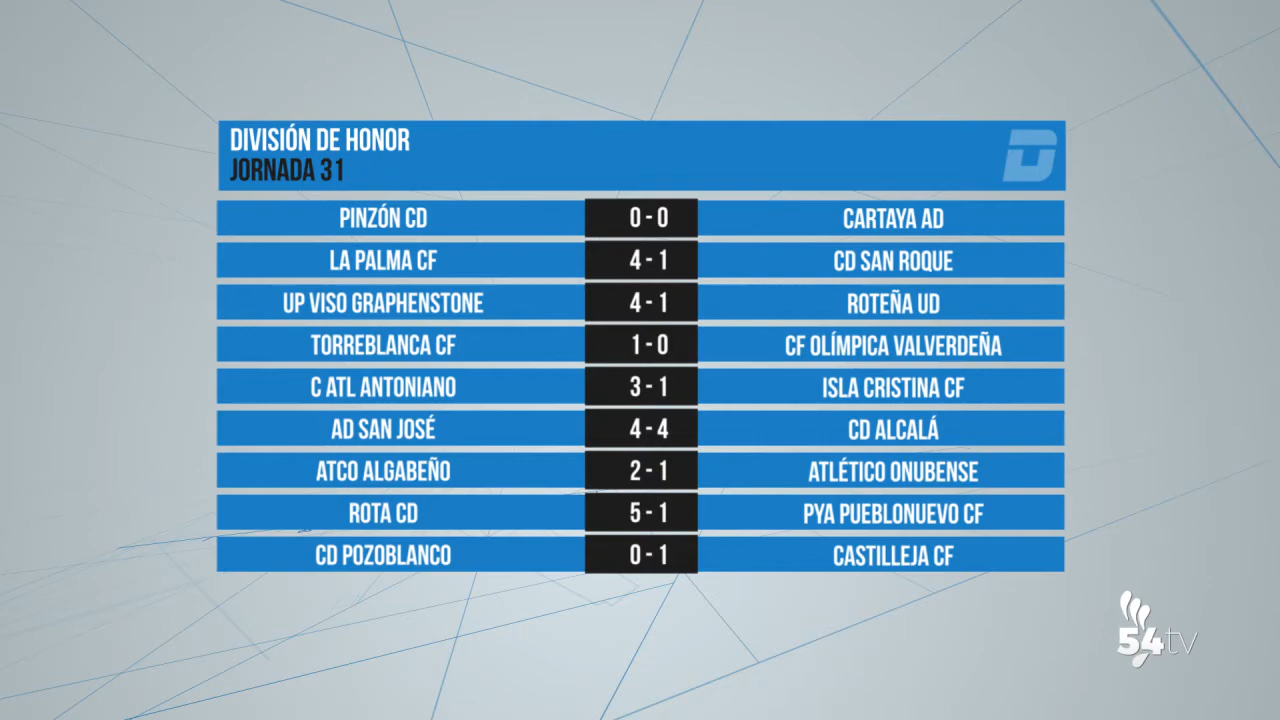 DIVISIÓN DE HONOR
JORNADA 31
PINZÓN CD 0 - 0 CARTAYA AD
LA PALMA CF 4 - 1 CD SAN ROQUE
UP VISO GRAPHENSTONE 4 - 1 ROTEÑA UD
TORREBLANCA CF 1 - 0 CF OLÍMPICA VALVERDEÑA
C ATL ANTONIANO 3 - 1 ISLA CRISTINA CF
AD SAN JOSÉ 4 - 4 CD ALCALÁ
ATCO ALGABEÑO 2 - 1 ATLÉTICO ONUBENSE
ROTA CD 5 - 1 PYA PUEBLONUEVO CF
CD POZOBLANCO 0 - 1 CASTILLEJA CF
54tv